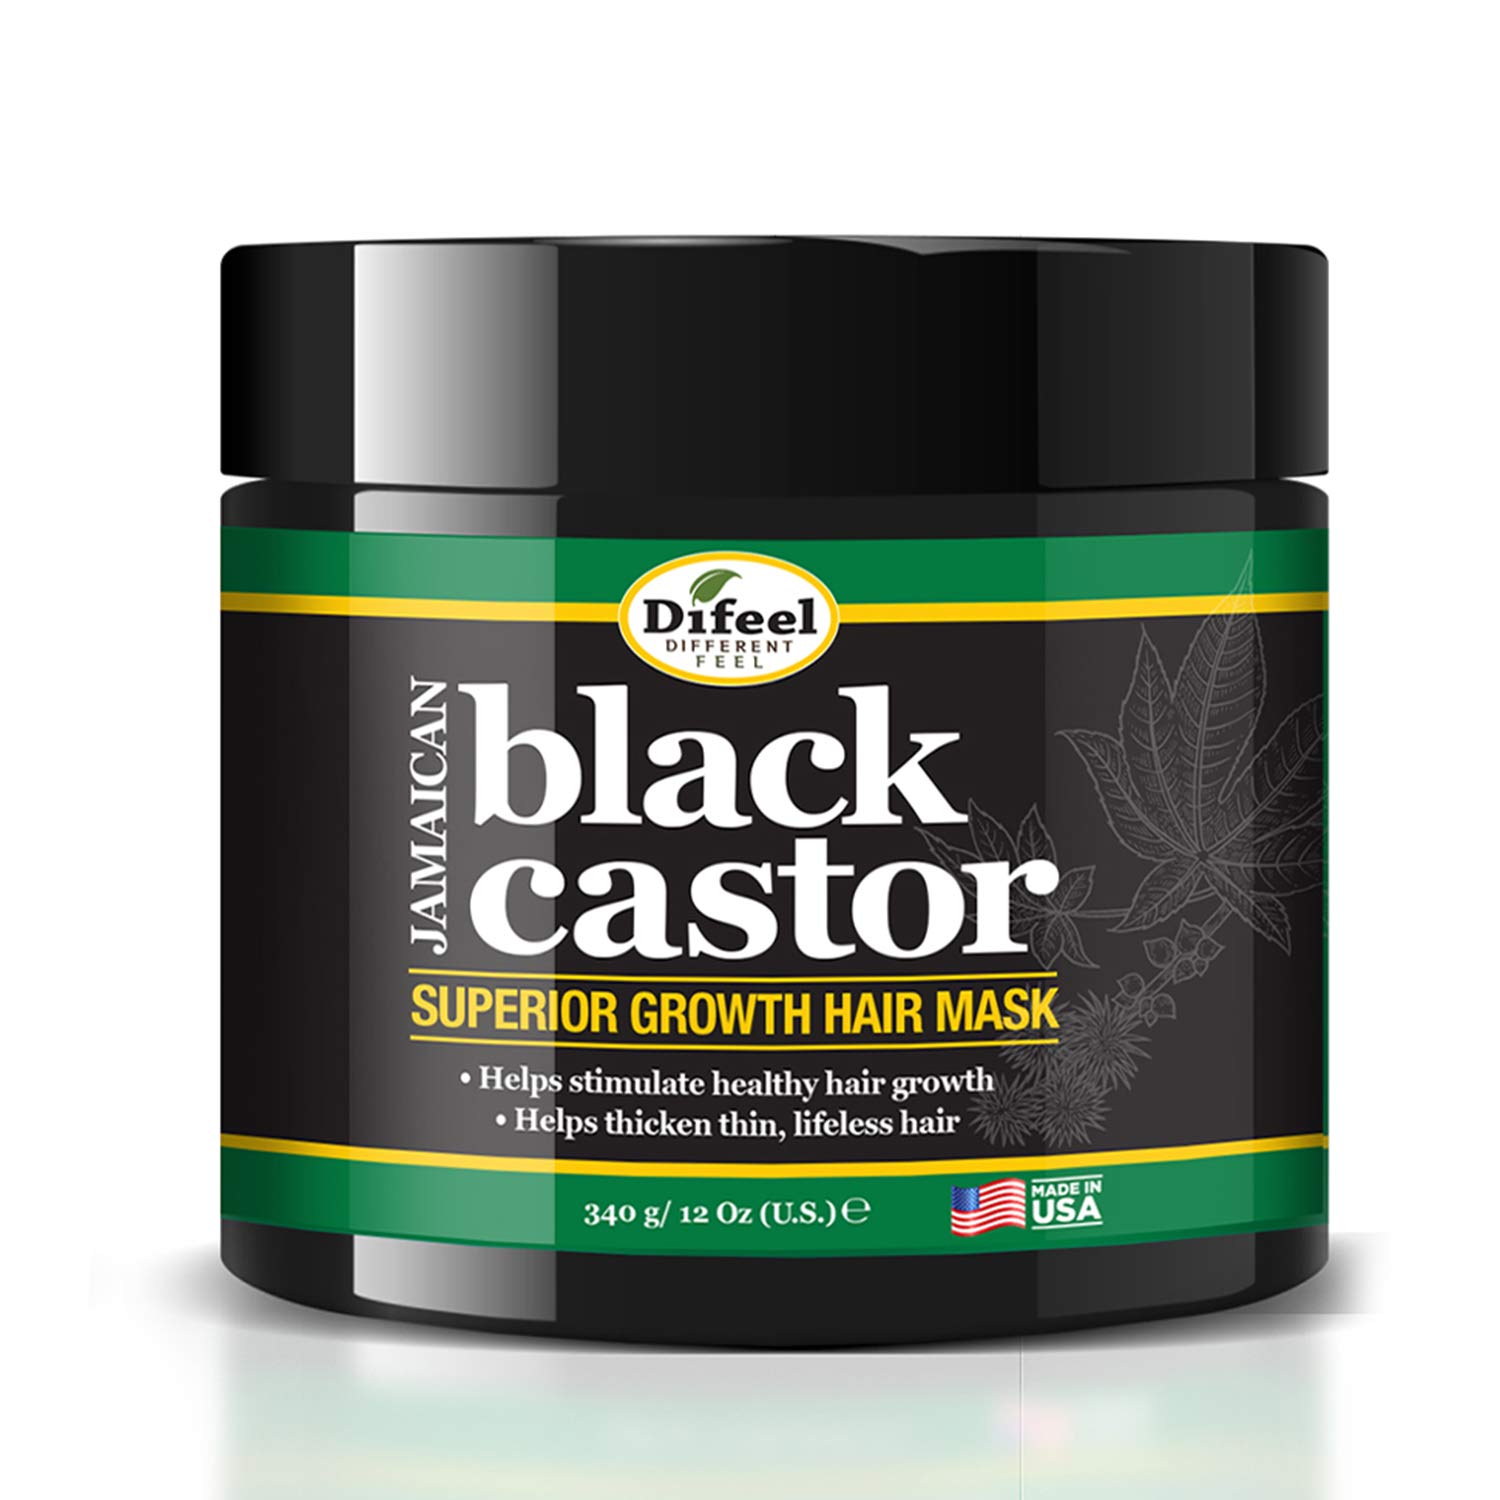 Difeel
DIFFERENT
FEEL
JAMAICAN
black
castor
SUPERIOR GROWTH HAIR MASK
• Helps stimulate healthy hair growth
• Helps thicken thin, lifeless hair
340 g/ 12 Oz (U.S.) ℮
MADE IN
USA